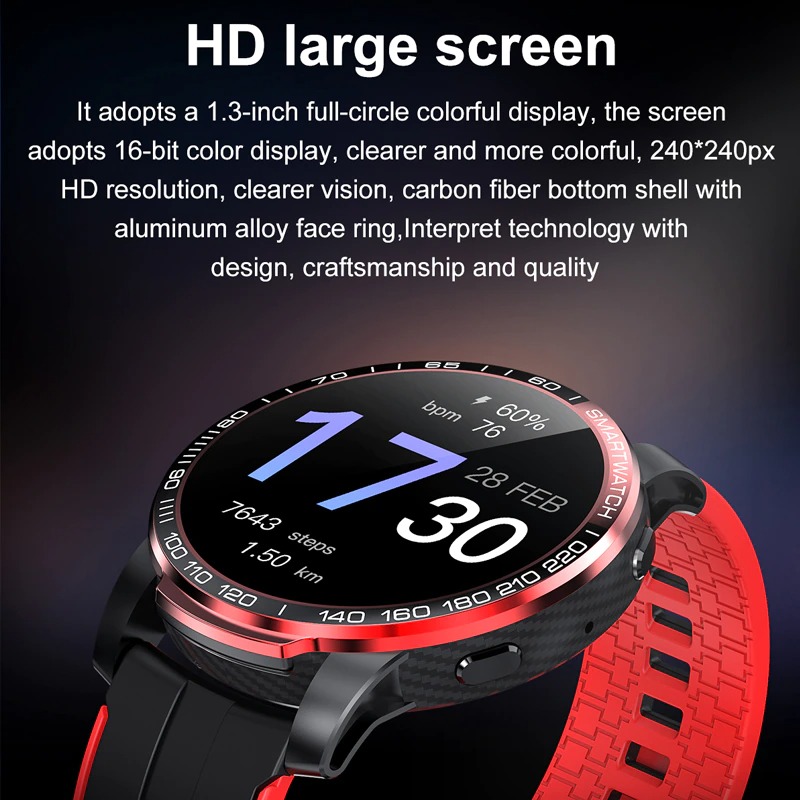 HD large screen
It adopts a 1.3-inch full-circle colorful display, the screen
adopts 16-bit color display, clearer and more colorful, 240*240px
HD resolution, clearer vision, carbon fiber bottom shell with
aluminum alloy face ring,Interpret technology with
design, craftsmanship and quality
60 65 70 80 90 100 110 120 140 160 180 210 220
SMARTWATCH
60%
bpm 76
17
28 FEB
30
7643 steps
1.50 km